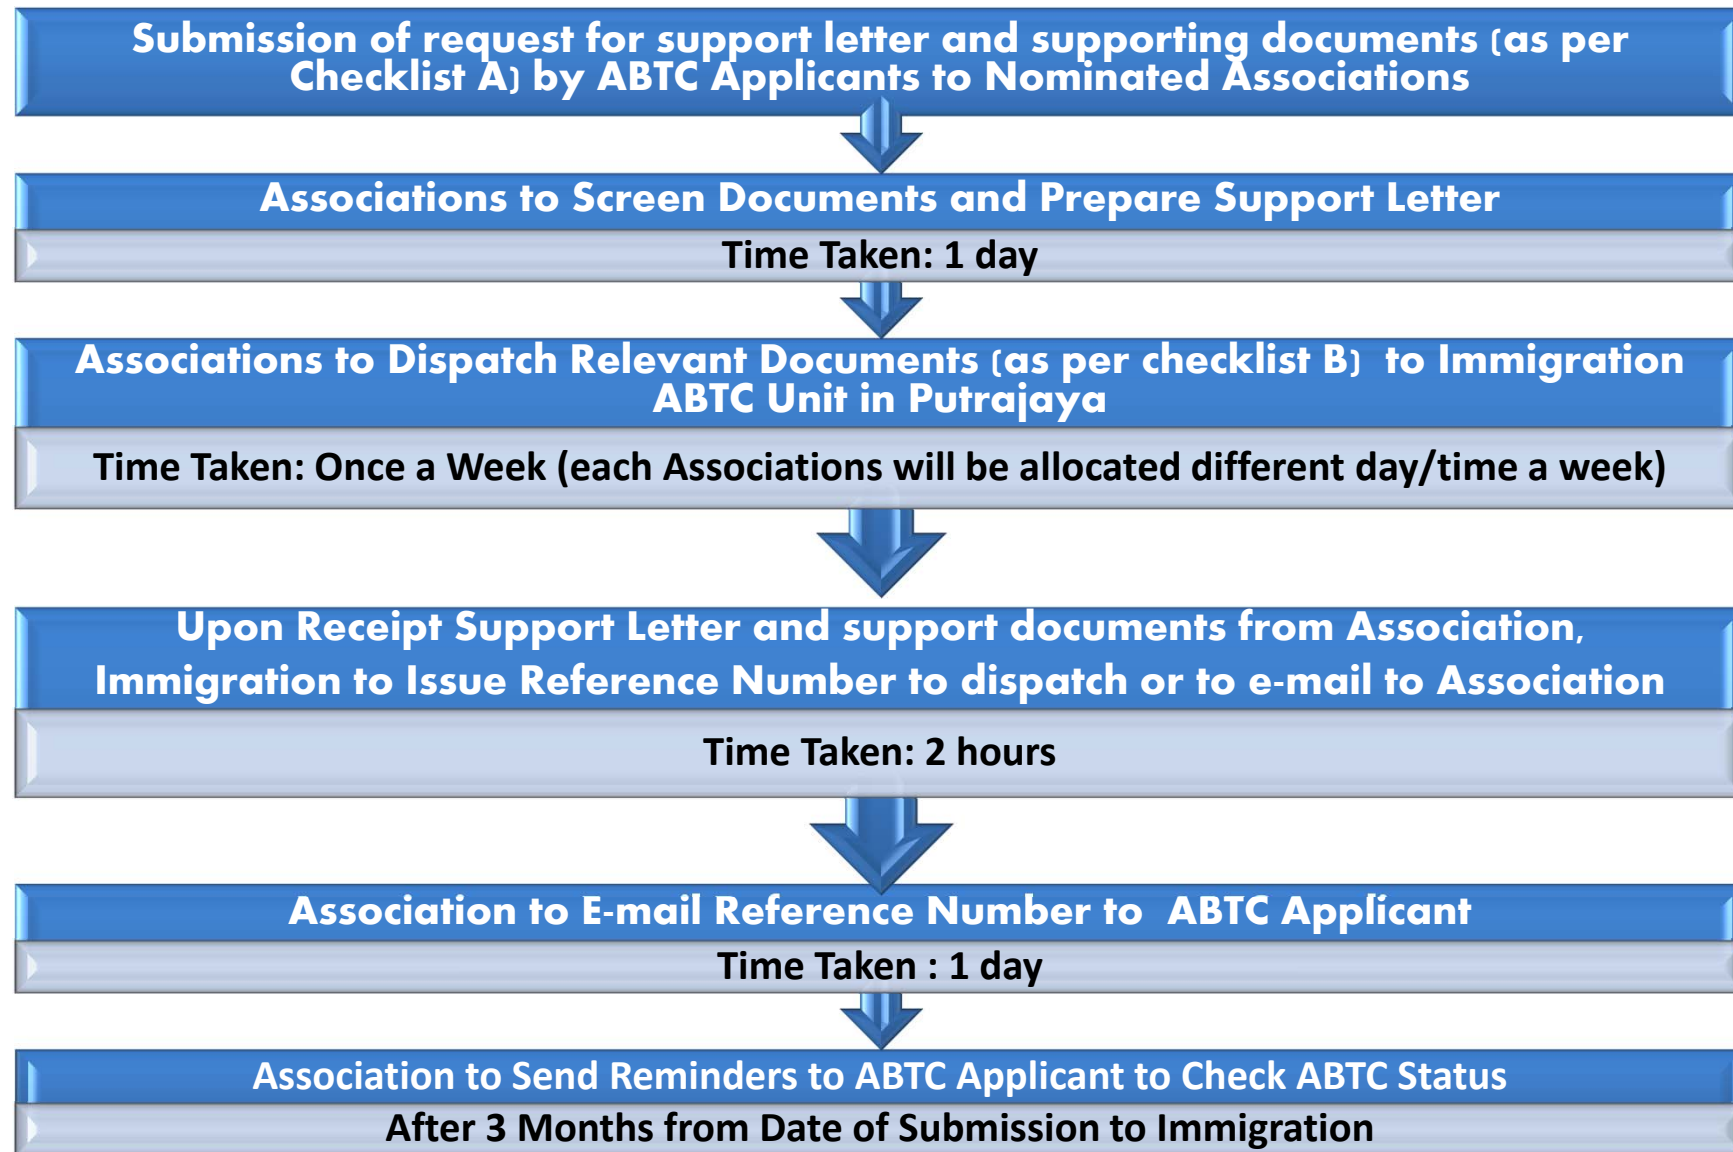 Submission of request for support letter and supporting documents (as per
Checklist A) by ABTC Applicants to Nominated Associations
Associations to Screen Documents and Prepare Support Letter
Time Taken: 1 day
Associations to Dispatch Relevant Documents (as per checklist B) to Immigration
ABTC Unit in Putrajaya
Time Taken: Once a Week (each Associations will be allocated different day/time a week)
Upon Receipt Support Letter and support documents from Association,
Immigration to Issue Reference Number to dispatch or to e-mail to Association
Time Taken: 2 hours
Association to E-mail Reference Number to ABTC Applicant
Time Taken : 1 day
Association to Send Reminders to ABTC Applicant to Check ABTC Status
After 3 Months from Date of Submission to Immigration